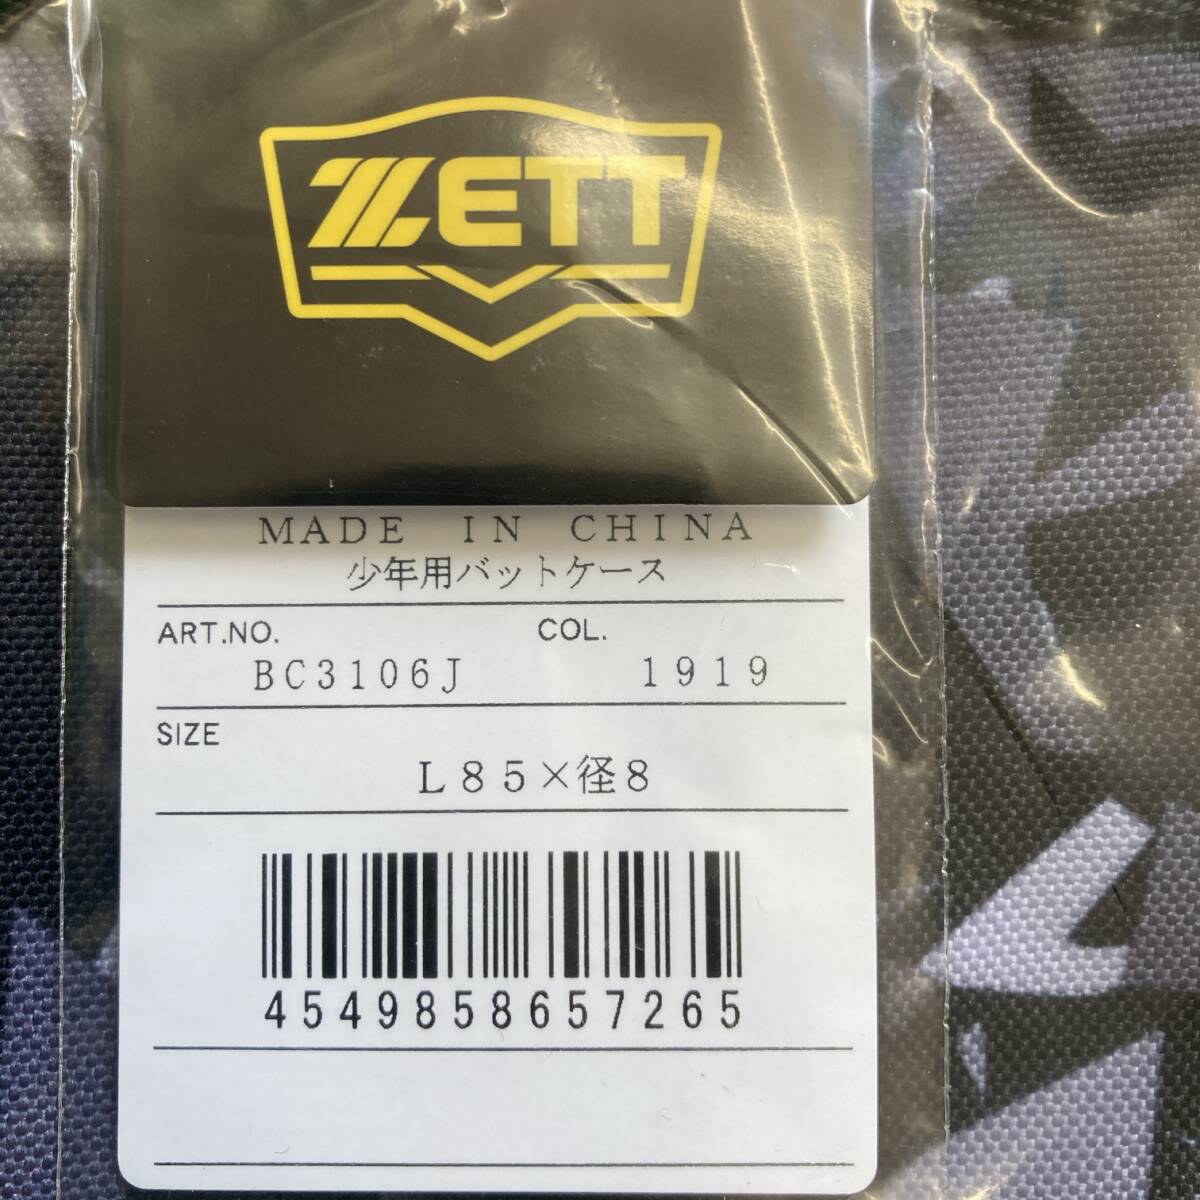 ZETT
MADE IN CHINA
少年用バットケース
ART.NO. COL.
BC3106J 1919
SIZE
L85×径8
4549858657265